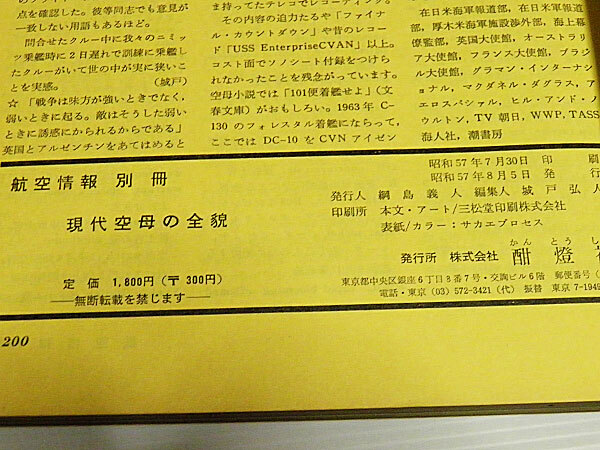 点を確認した。彼等同志でも意見が
一致しない用語もあるほど。
問合せたクルー中に我々のニミッ
ツ乗艦時に2日遅れで訓練に乗艦し
たクルーがいて世の中が実に狭いこ
とを実感。 (城戸)
☆「戦争は味方が強いときでなく,
弱いときに起る。敵はそうした弱い
ときに誘惑にかられるからである」
英国とアルゼンチンをあてはめると
ま持ってテレコでレコーディング。
その内容の迫力たるや「ファイナ
ル・カウントダウン」や昔のレコー
ド「USS EnterpriseCVAN」以上。
コスト面でソノシート付録をつけら
れなかったことを残念がっています。
空母小説では「101便着艦せよ」(文
春文庫)がおもしろい。1963年 C-
130のフォレスタル着艦にならって,
ここでは DC-10 をCVN アイゼン
在日米海軍報道部, 在日米軍報道
部, 厚木米海軍施設渉外部, 海上幕
僚監部, 英国大使館, オーストラリ
ア大使館, フランス大使館, ブラジ
ル大使館, グラマン・インターナシ
ョナル, マクダネル・ダグラス, ア
エロスパシャル, ヒル・アンド・ノ
ウルトン, TV 朝日, WWP, TASS
海人社, 潮書房
航空情報 別冊
現代空母の全貌
定価 1,800円(〒300円)
──無断転載を禁じます──
昭和57年7月30日 印 刷
昭和57年8月5日 発 行
発行人 綱島義人 編集人 城戸弘人
印刷所 本文・アート/三松堂印刷株式会社
表紙/カラー:サカエプロセス
かん とう し
発行所 株式会社 酣燈
東京都中央区銀座6丁目8番7号・交詢ビル6階 郵便番号(
電話・東京 (03) 572-3421(代) 振替 東京 7-1949
200